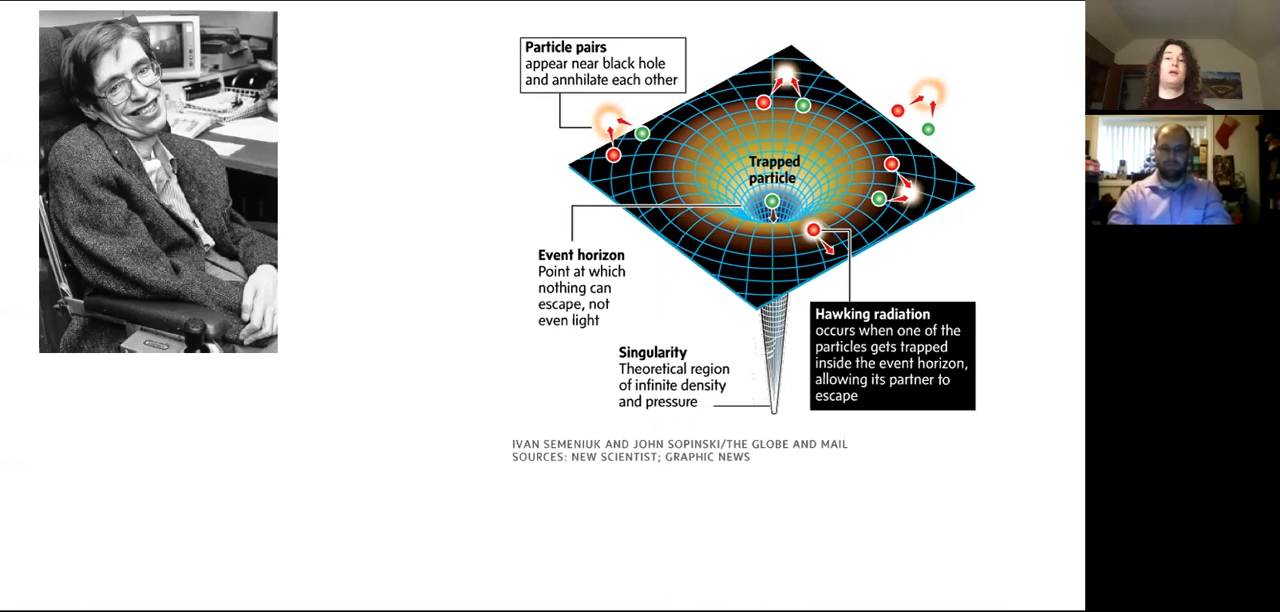 Particle pairs
appear near black hole
and annhilate each other
Trapped
particle
Event horizon
Point at which
nothing can
escape, not
even light
Hawking radiation
occurs when one of the
particles gets trapped
inside the event horizon,
allowing its partner to
escape
Singularity
Theoretical region
of infinite density
and pressure
IVAN SEMENIUK AND JOHN SOPINSKI/THE GLOBE AND MAIL
SOURCES: NEW SCIENTIST; GRAPHIC NEWS